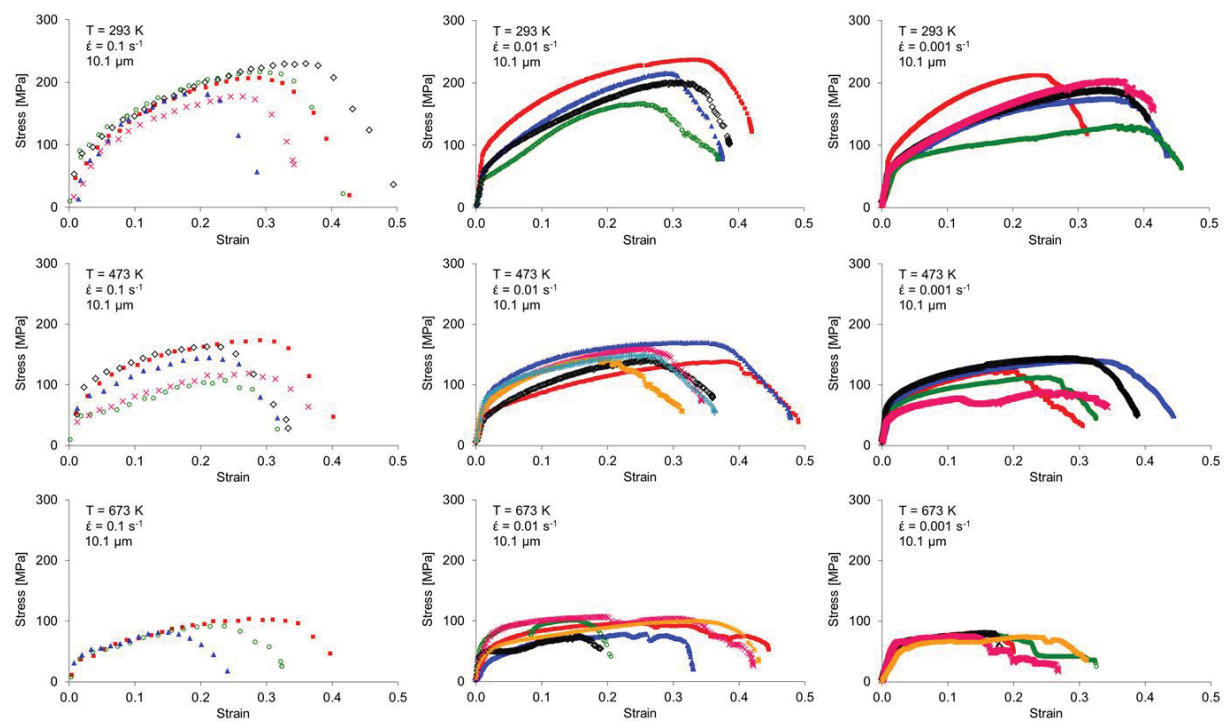 300
200
100
0
Stress [MPa]
T = 293 K
έ = 0.1 s⁻¹
10.1 μm
0.0 0.1 0.2 0.3 0.4 0.5
Strain
300
200
100
0
Stress [MPa]
T = 293 K
έ = 0.01 s⁻¹
10.1 μm
0.0 0.1 0.2 0.3 0.4 0.5
Strain
300
200
100
0
Stress [MPa]
T = 293 K
έ = 0.001 s⁻¹
10.1 μm
0.0 0.1 0.2 0.3 0.4 0.5
Strain
300
200
100
0
Stress [MPa]
T = 473 K
έ = 0.1 s⁻¹
10.1 μm
0.0 0.1 0.2 0.3 0.4 0.5
Strain
300
200
100
0
Stress [MPa]
T = 473 K
έ = 0.01 s⁻¹
10.1 μm
0.0 0.1 0.2 0.3 0.4 0.5
Strain
300
200
100
0
Stress [MPa]
T = 473 K
έ = 0.001 s⁻¹
10.1 μm
0.0 0.1 0.2 0.3 0.4 0.5
Strain
300
200
100
0
Stress [MPa]
T = 673 K
έ = 0.1 s⁻¹
10.1 μm
0.0 0.1 0.2 0.3 0.4 0.5
Strain
300
200
100
0
Stress [MPa]
T = 673 K
έ = 0.01 s⁻¹
10.1 μm
0.0 0.1 0.2 0.3 0.4 0.5
Strain
300
200
100
0
Stress [MPa]
T = 673 K
έ = 0.001 s⁻¹
10.1 μm
0.0 0.1 0.2 0.3 0.4 0.5
Strain